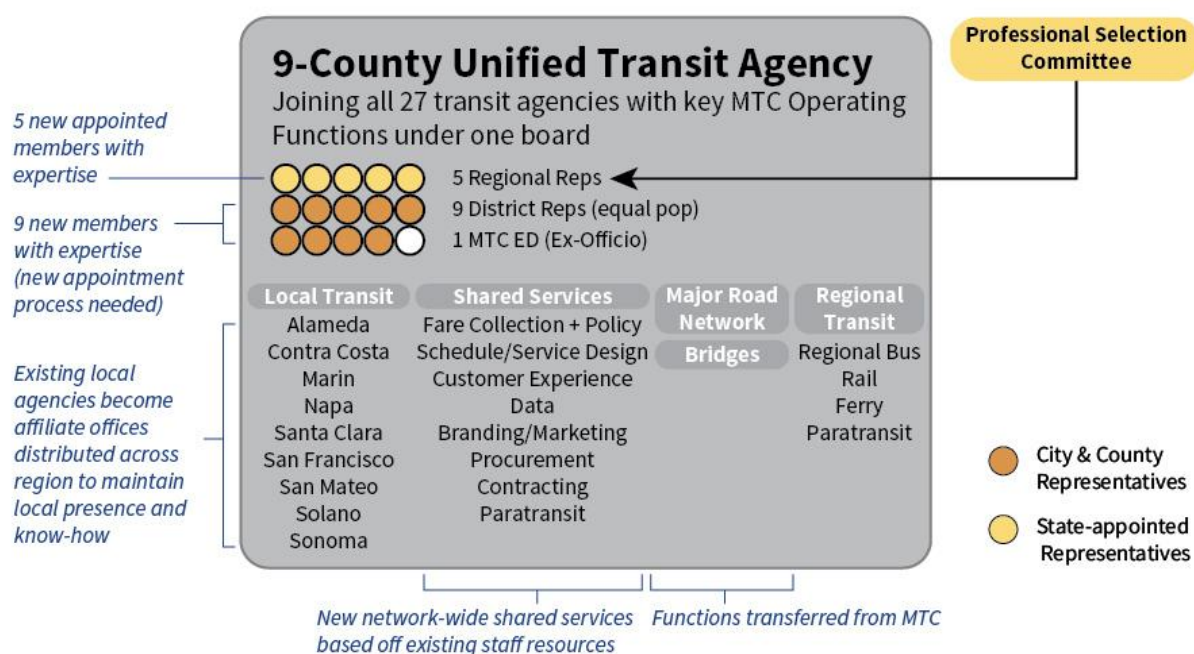 Professional Selection
Committee
9-County Unified Transit Agency
Joining all 27 transit agencies with key MTC Operating
Functions under one board
5 new appointed
members with
expertise
5 Regional Reps
9 District Reps (equal pop)
1 MTC ED (Ex-Officio)
9 new members
with expertise
(new appointment
process needed)
Local Transit
Alameda
Contra Costa
Marin
Napa
Santa Clara
San Francisco
San Mateo
Solano
Sonoma
Shared Services
Fare Collection + Policy
Schedule/Service Design
Customer Experience
Data
Branding/Marketing
Procurement
Contracting
Paratransit
Major Road
Network
Bridges
Regional
Transit
Regional Bus
Rail
Ferry
Paratransit
Existing local
agencies become
affiliate offices
distributed across
region to maintain
local presence and
know-how
City & County
Representatives
State-appointed
Representatives
New network-wide shared services
based off existing staff resources
Functions transferred from MTC